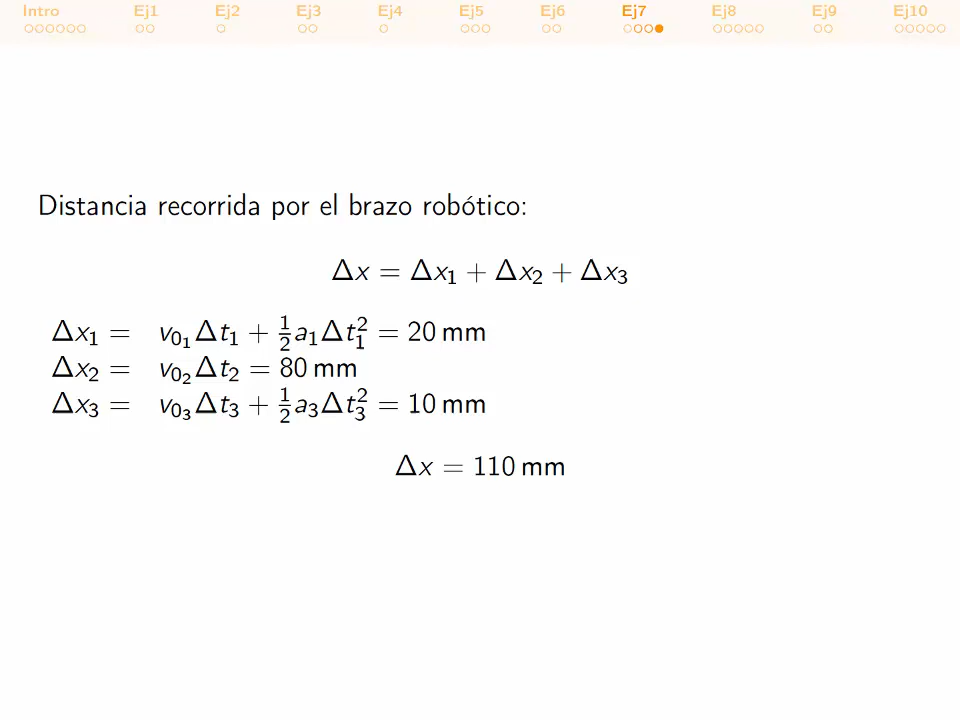 Intro Ej1 Ej2 Ej3 Ej4 Ej5 Ej6 Ej7 Ej8 Ej9 Ej10
Distancia recorrida por el brazo robótico:
Δx = Δx₁ + Δx₂ + Δx₃
Δx₁ = v₀₁Δt₁ + ½a₁Δt₁² = 20 mm
Δx₂ = v₀₂Δt₂ = 80 mm
Δx₃ = v₀₃Δt₃ + ½a₃Δt₃² = 10 mm
Δx = 110 mm